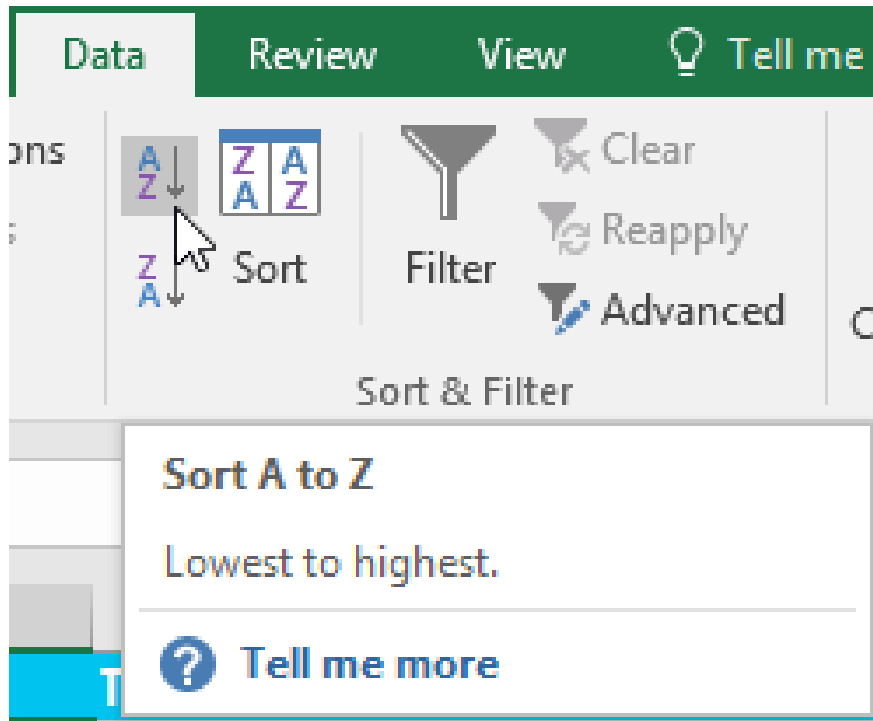 Data Review View Tell me
ons Clear
Reapply
Sort Filter
Advanced
Sort & Filter
Sort A to Z
Lowest to highest.
Tell me more
T